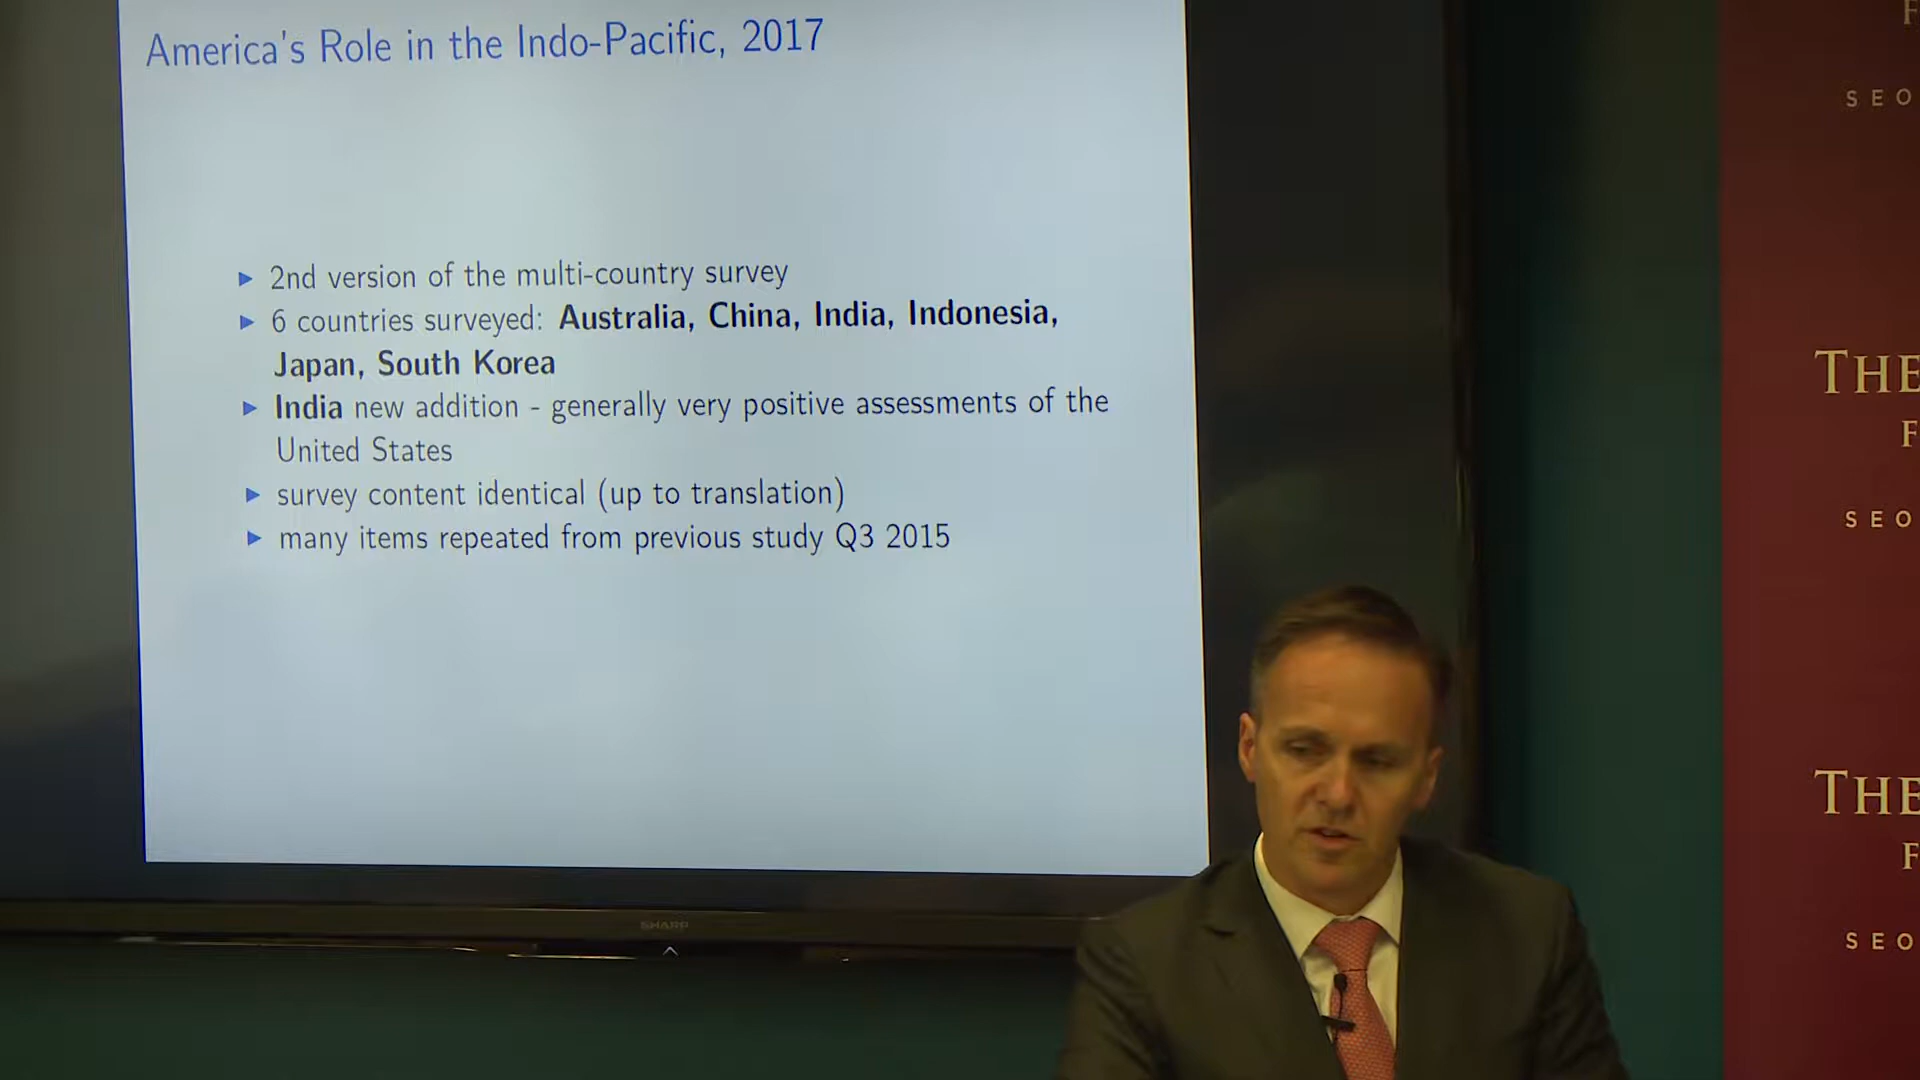 America's Role in the Indo-Pacific, 2017
2nd version of the multi-country survey
6 countries surveyed: Australia, China, India, Indonesia,
Japan, South Korea
India new addition - generally very positive assessments of the
United States
survey content identical (up to translation)
many items repeated from previous study Q3 2015
SHARP
F
SEO
THE
F
SEO
THE
F
SEO